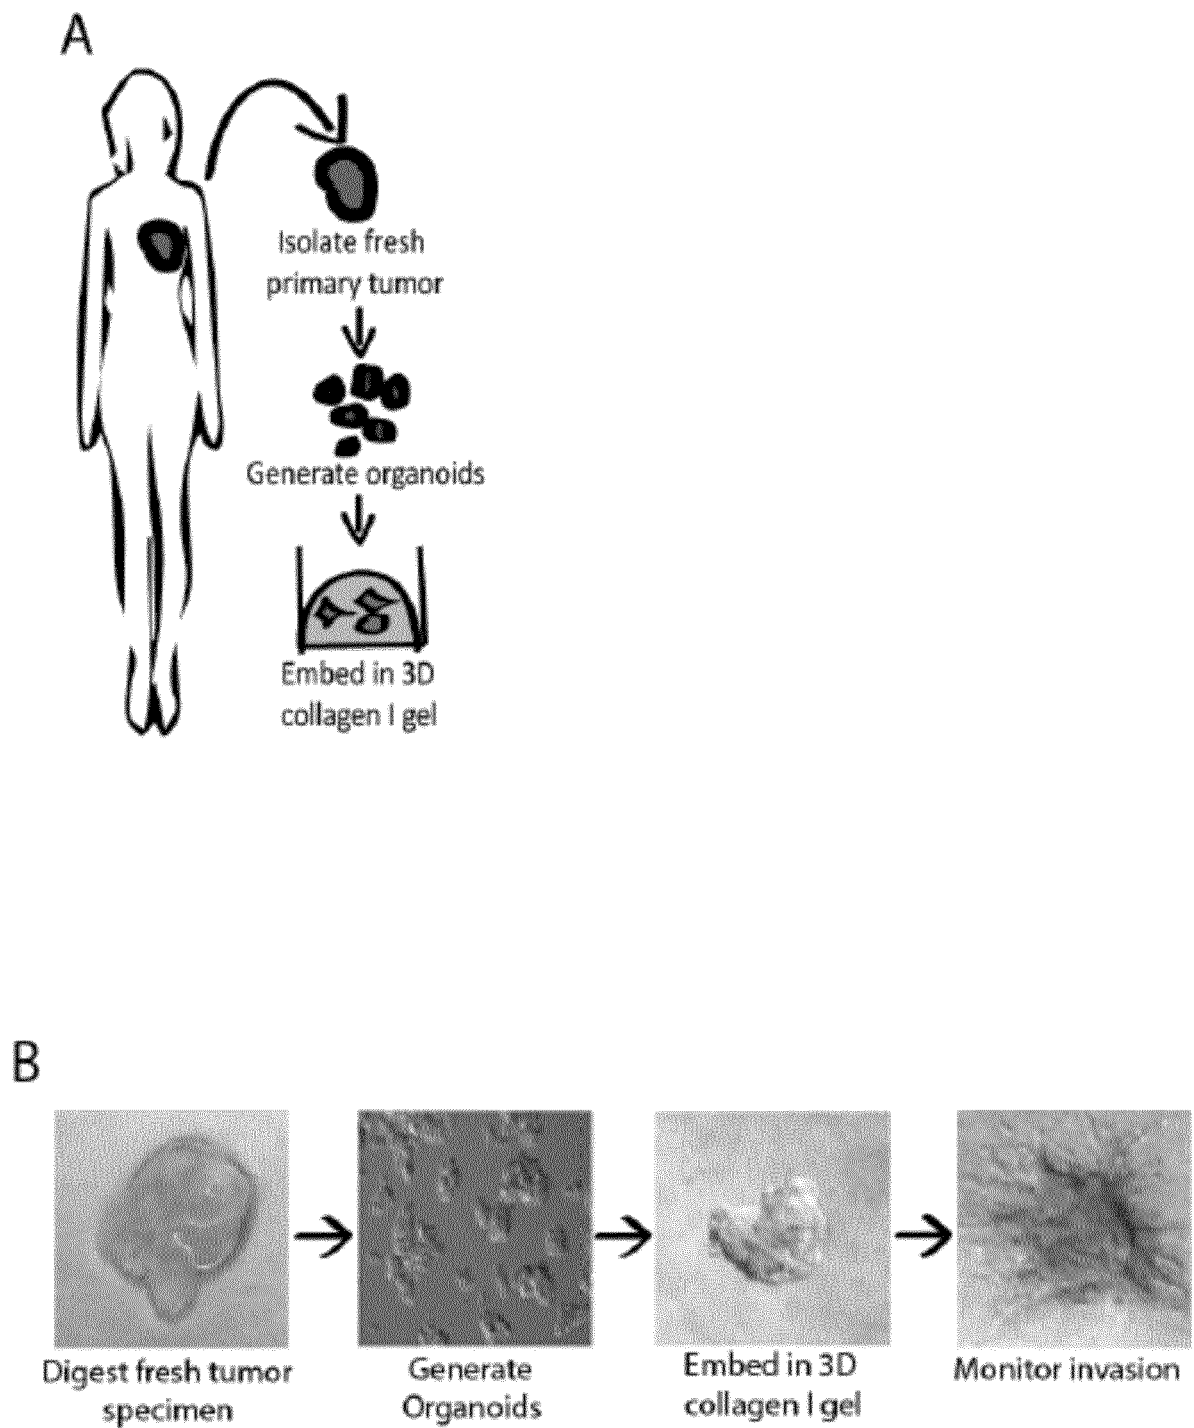 A
Isolate fresh
primary tumor
Generate organoids
Embed in 3D
collagen I gel
B
Digest fresh tumor
specimen
Generate
Organoids
Embed in 3D
collagen I gel
Monitor invasion